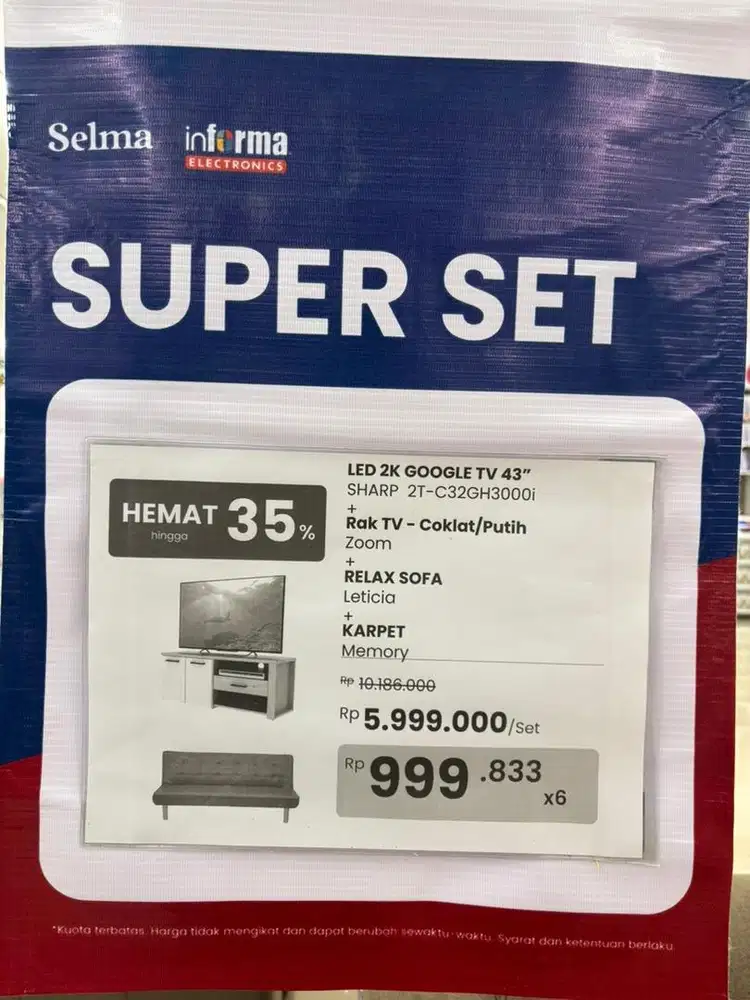 Selma
informa
ELECTRONICS
SUPER SET
HEMAT
hingga
35%
LED 2K GOOGLE TV 43”
SHARP 2T-C32GH3000i
+
Rak TV - Coklat/Putih
Zoom
+
RELAX SOFA
Leticia
+
KARPET
Memory
Rp 10.186.000
Rp 5.999.000/Set
Rp 999.833
x6
*Kuota terbatas. Harga tidak mengikat dan dapat berubah sewaktu-waktu. Syarat dan ketentuan berlaku.